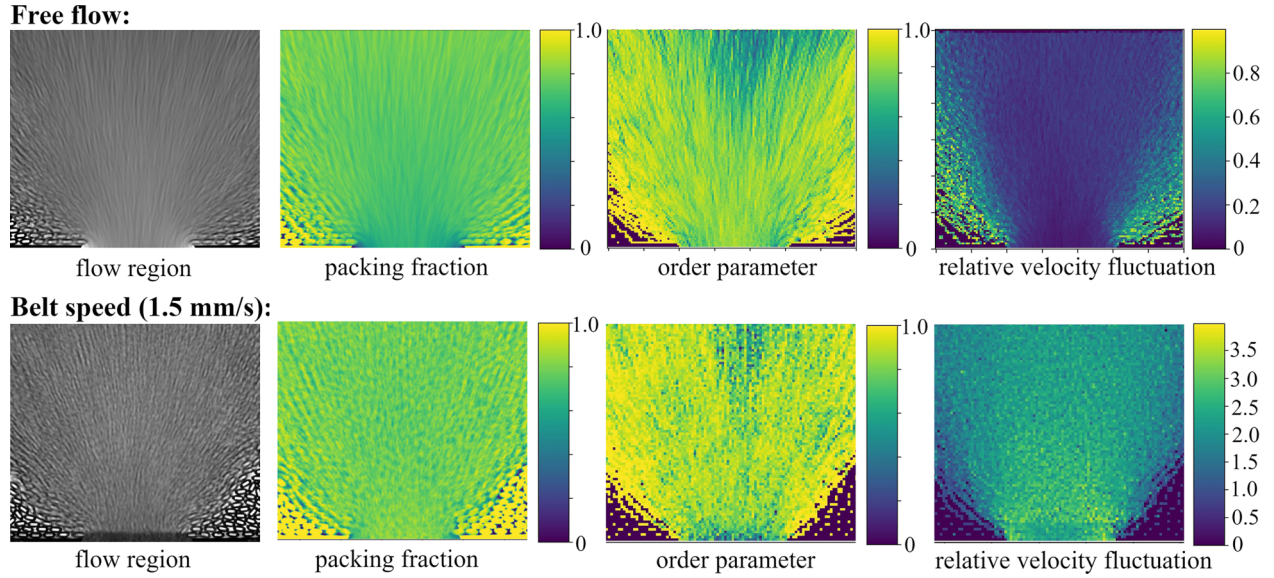 Free flow:
1.0
0
flow region
packing fraction
1.0
0
order parameter
0.8
0.6
0.4
0.2
0
relative velocity fluctuation
Belt speed (1.5 mm/s):
1.0
0
flow region
packing fraction
1.0
0
order parameter
3.5
3.0
2.5
2.0
1.5
1.0
0.5
0
relative velocity fluctuation